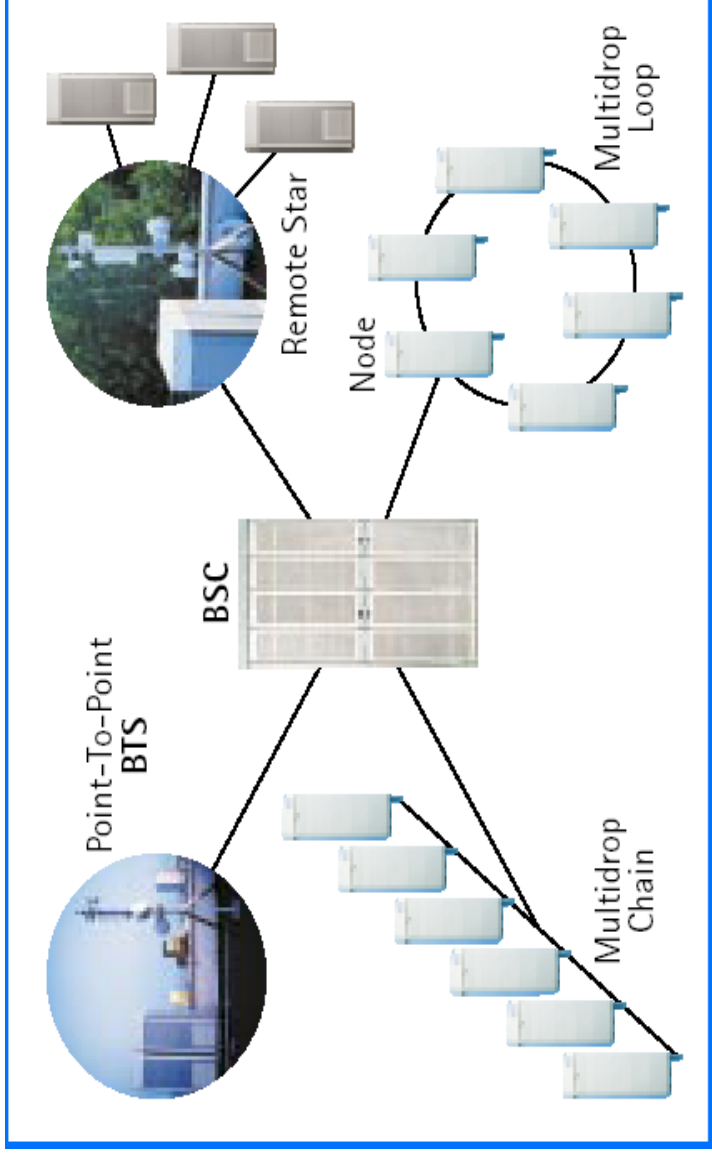 Point-To-Point
BTS
BSC
Remote Star
Node
Multidrop
Loop
Multidrop
Chain